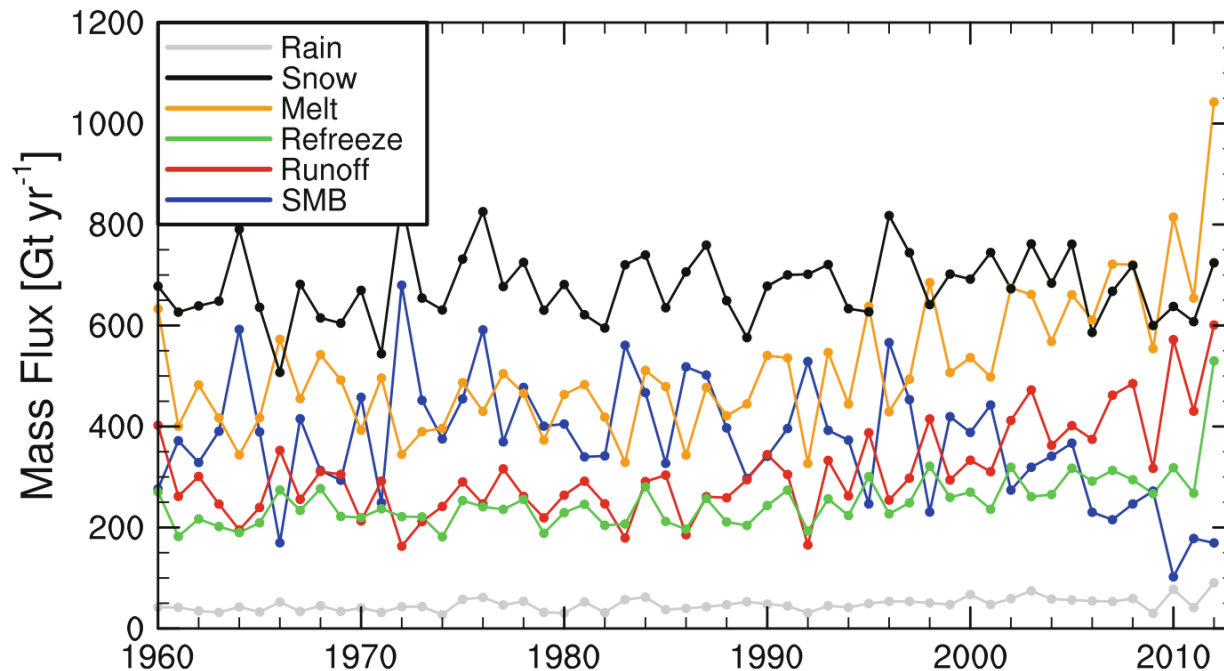 1200
1000
800
600
400
200
0
Mass Flux [Gt yr-1]
Rain
Snow
Melt
Refreeze
Runoff
SMB
1960 1970 1980 1990 2000 2010